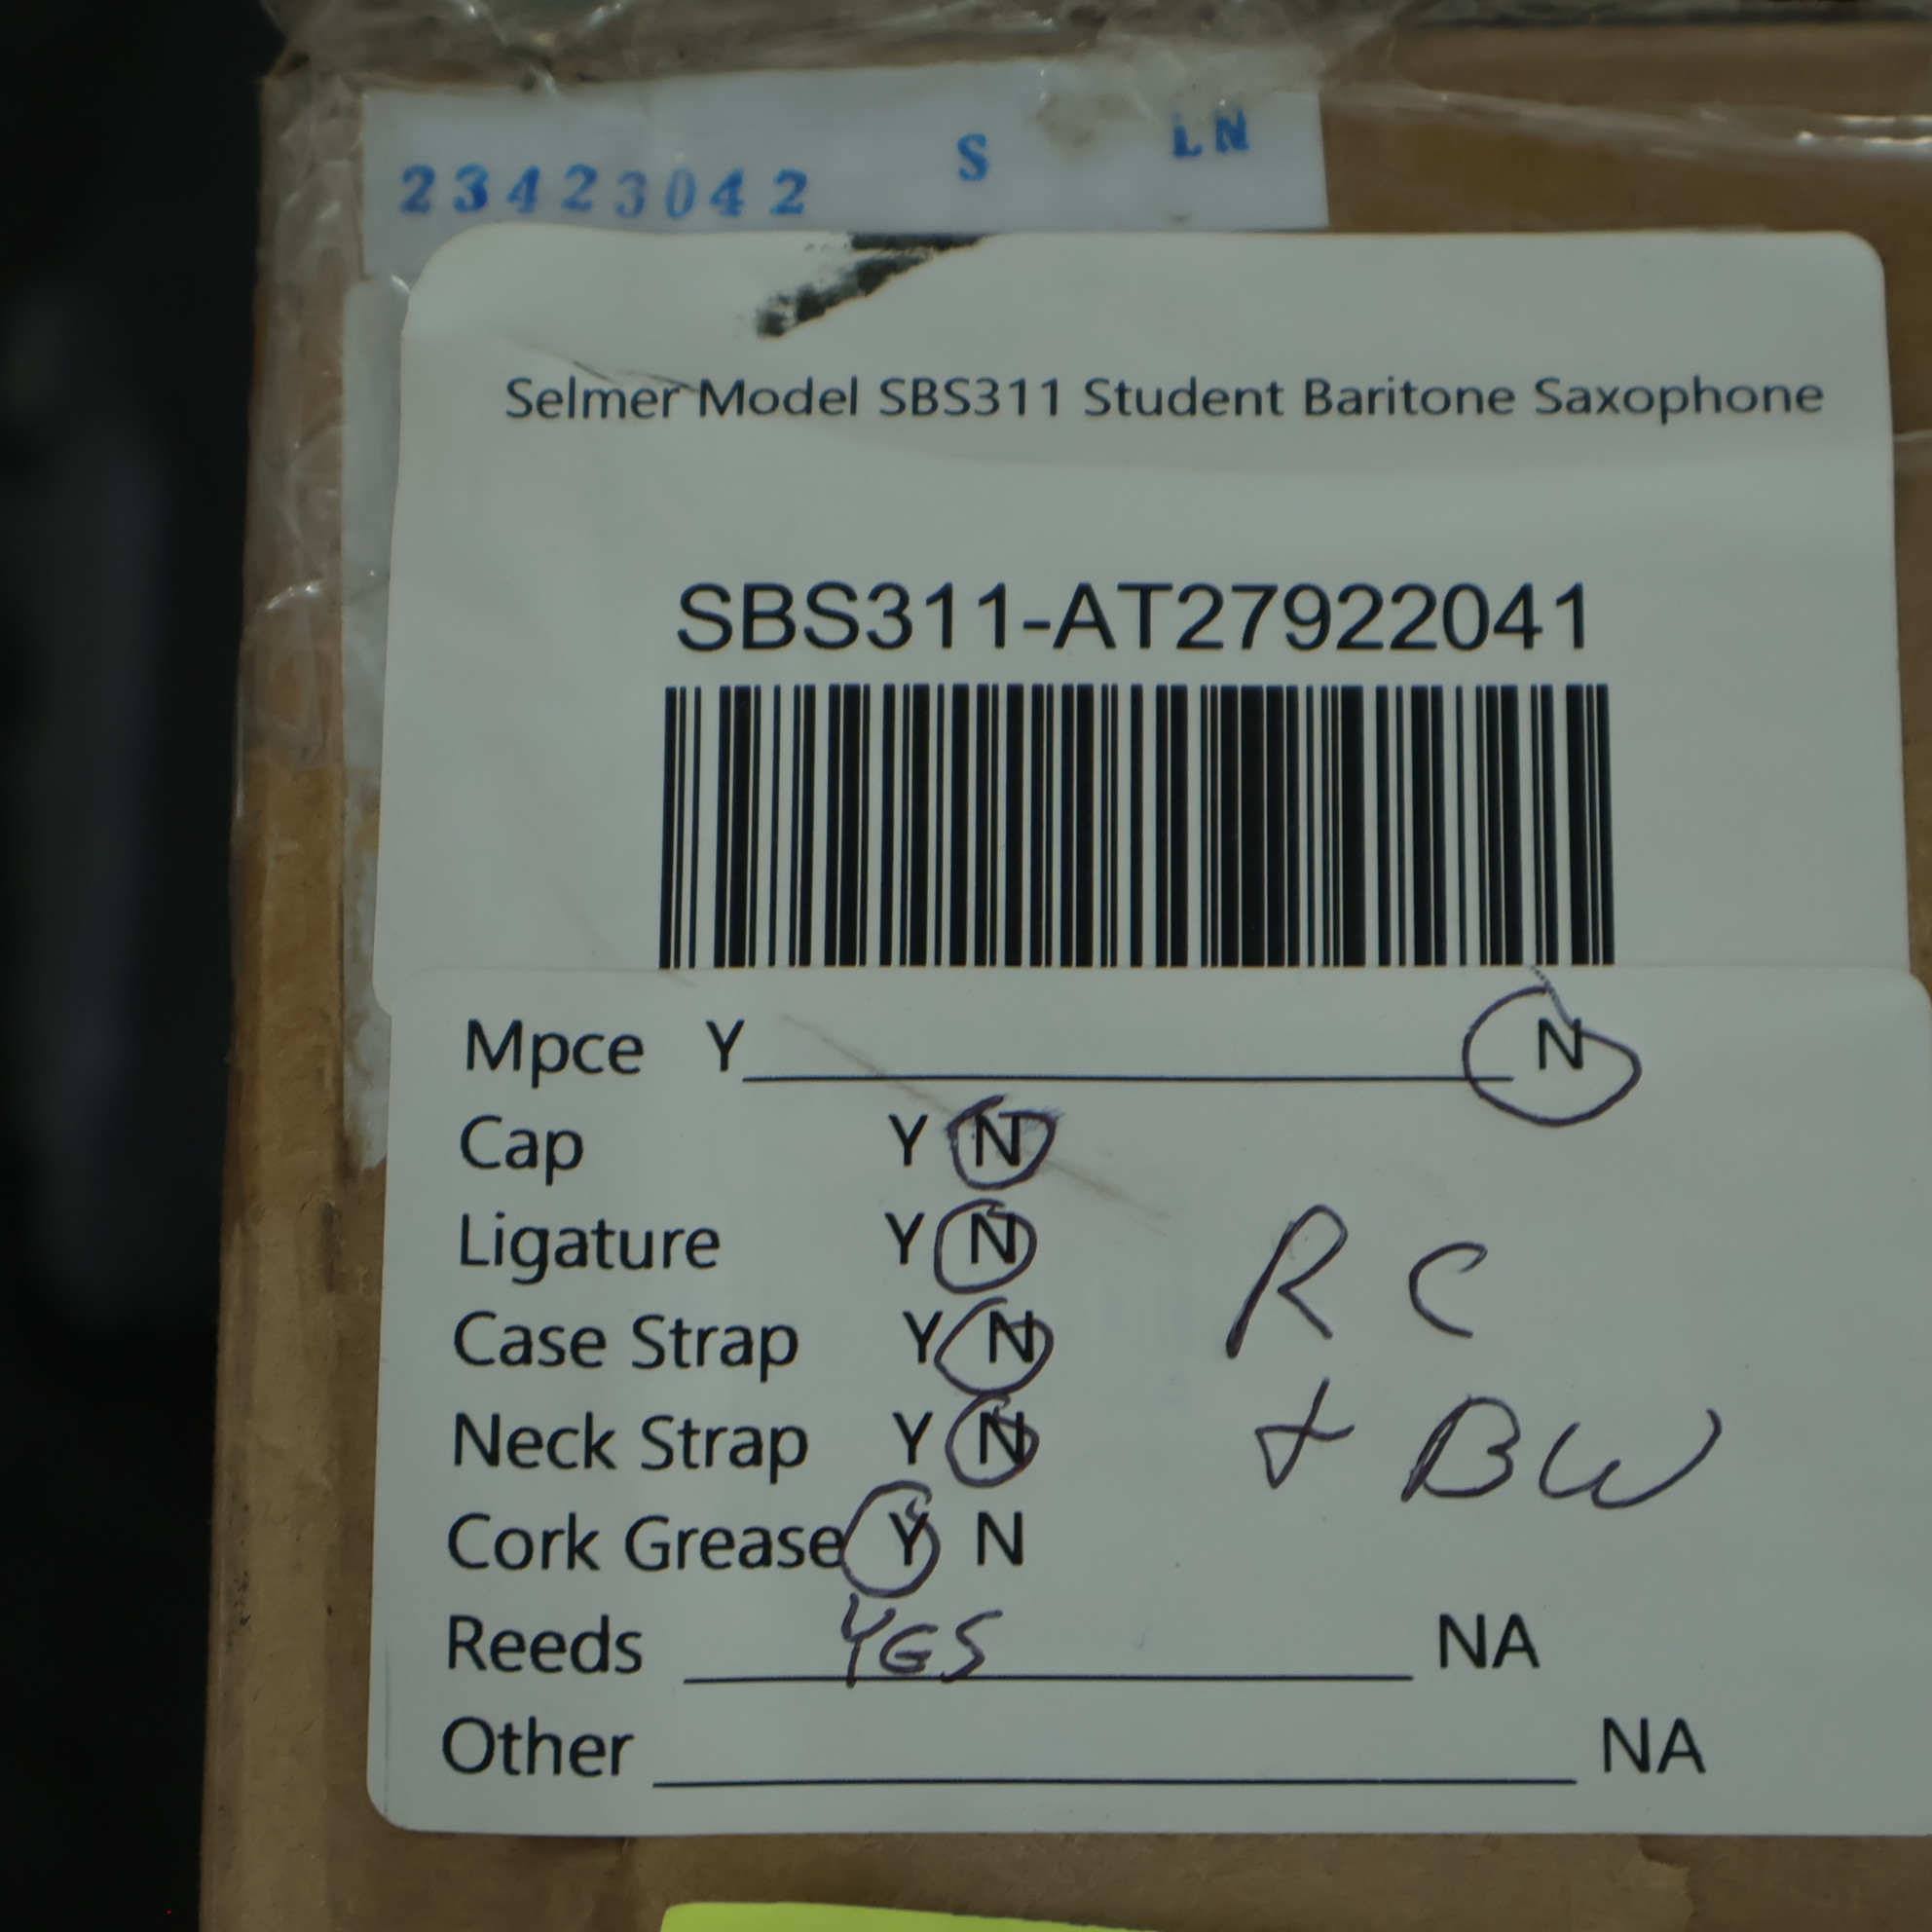 23423042 S LN
Selmer Model SBS311 Student Baritone Saxophone
SBS311-AT27922041
Mpce Y N
Cap Y N
Ligature Y N
Case Strap Y N
Neck Strap Y N
Cork Grease Y N
Reeds YES NA
Other NA
RC
+ BW